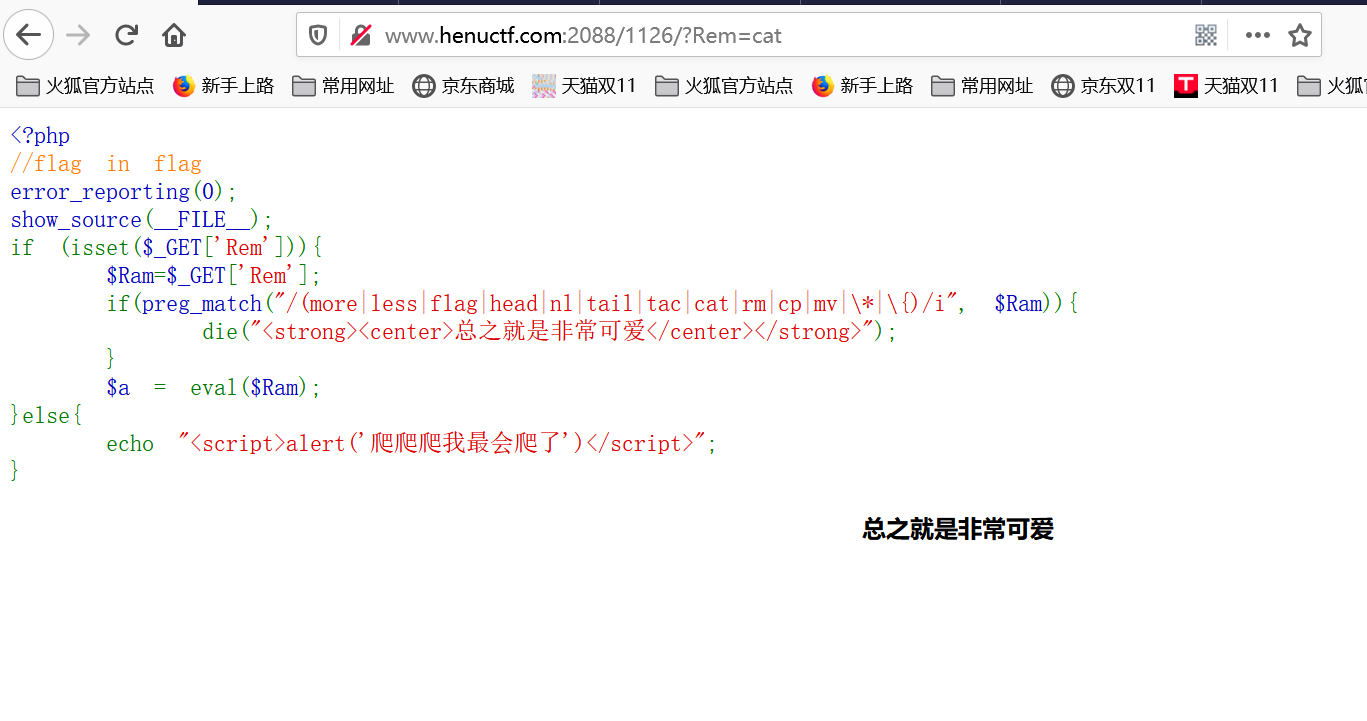 www.henuctf.com:2088/1126/?Rem=cat
火狐官方站点 新手上路 常用网址 京东商城 天猫双11 火狐官方站点 新手上路 常用网址 京东双11 天猫双11 火狐
<?php
//flag in flag
error_reporting(0);
show_source(__FILE__);
if (isset($_GET['Rem'])){
$Ram=$_GET['Rem'];
if(preg_match("/(more|less|flag|head|nl|tail|tac|cat|rm|cp|mv|\*|\{)/i", $Ram)){
die("<strong><center>总之就是非常可爱</center></strong>");
}
$a = eval($Ram);
}else{
echo "<script>alert('爬爬爬我最会爬了')</script>";
}
总之就是非常可爱